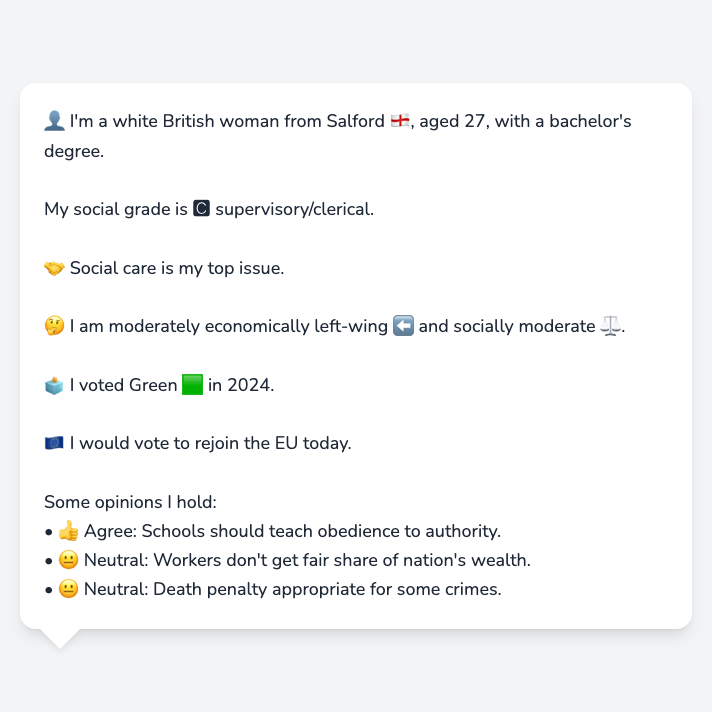 👤 I'm a white British woman from Salford 🏴󠁧󠁢󠁥󠁮󠁧󠁿, aged 27, with a bachelor's
degree.
My social grade is 🅲 supervisory/clerical.
🤝 Social care is my top issue.
🤔 I am moderately economically left-wing ⬅️ and socially moderate ⚖️.
🗳️ I voted Green 🟩 in 2024.
🇪🇺 I would vote to rejoin the EU today.
Some opinions I hold:
• 👍 Agree: Schools should teach obedience to authority.
• 😐 Neutral: Workers don't get fair share of nation's wealth.
• 😐 Neutral: Death penalty appropriate for some crimes.